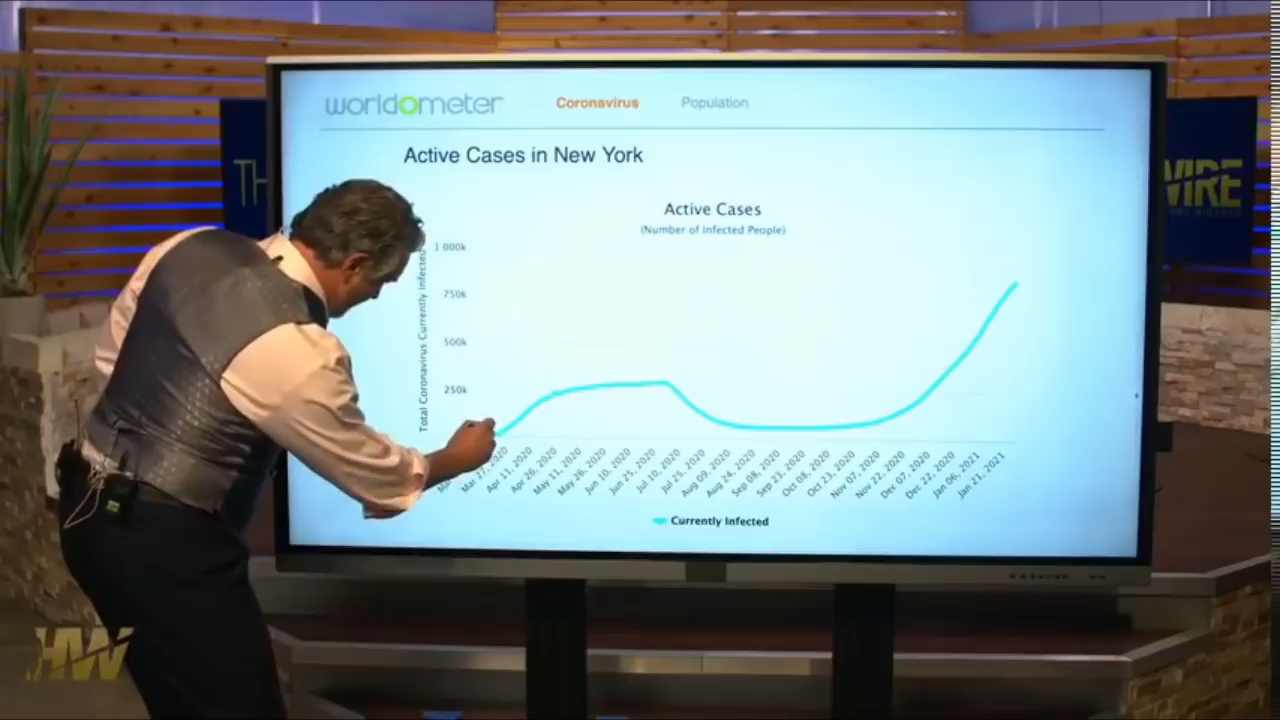 worldometer Coronavirus Population
Active Cases in New York
Active Cases
(Number of Infected People)
Total Coronavirus Currently Infected
1 000k
750k
500k
250k
Mar 27, 2020
Apr 11, 2020
Apr 26, 2020
May 11, 2020
May 26, 2020
Jun 10, 2020
Jun 25, 2020
Jul 10, 2020
Jul 25, 2020
Aug 09, 2020
Aug 24, 2020
Sep 08, 2020
Sep 23, 2020
Oct 08, 2020
Oct 23, 2020
Nov 07, 2020
Nov 22, 2020
Dec 07, 2020
Dec 22, 2020
Jan 06, 2021
Jan 21, 2021
Currently Infected
TH
WIRE
HW